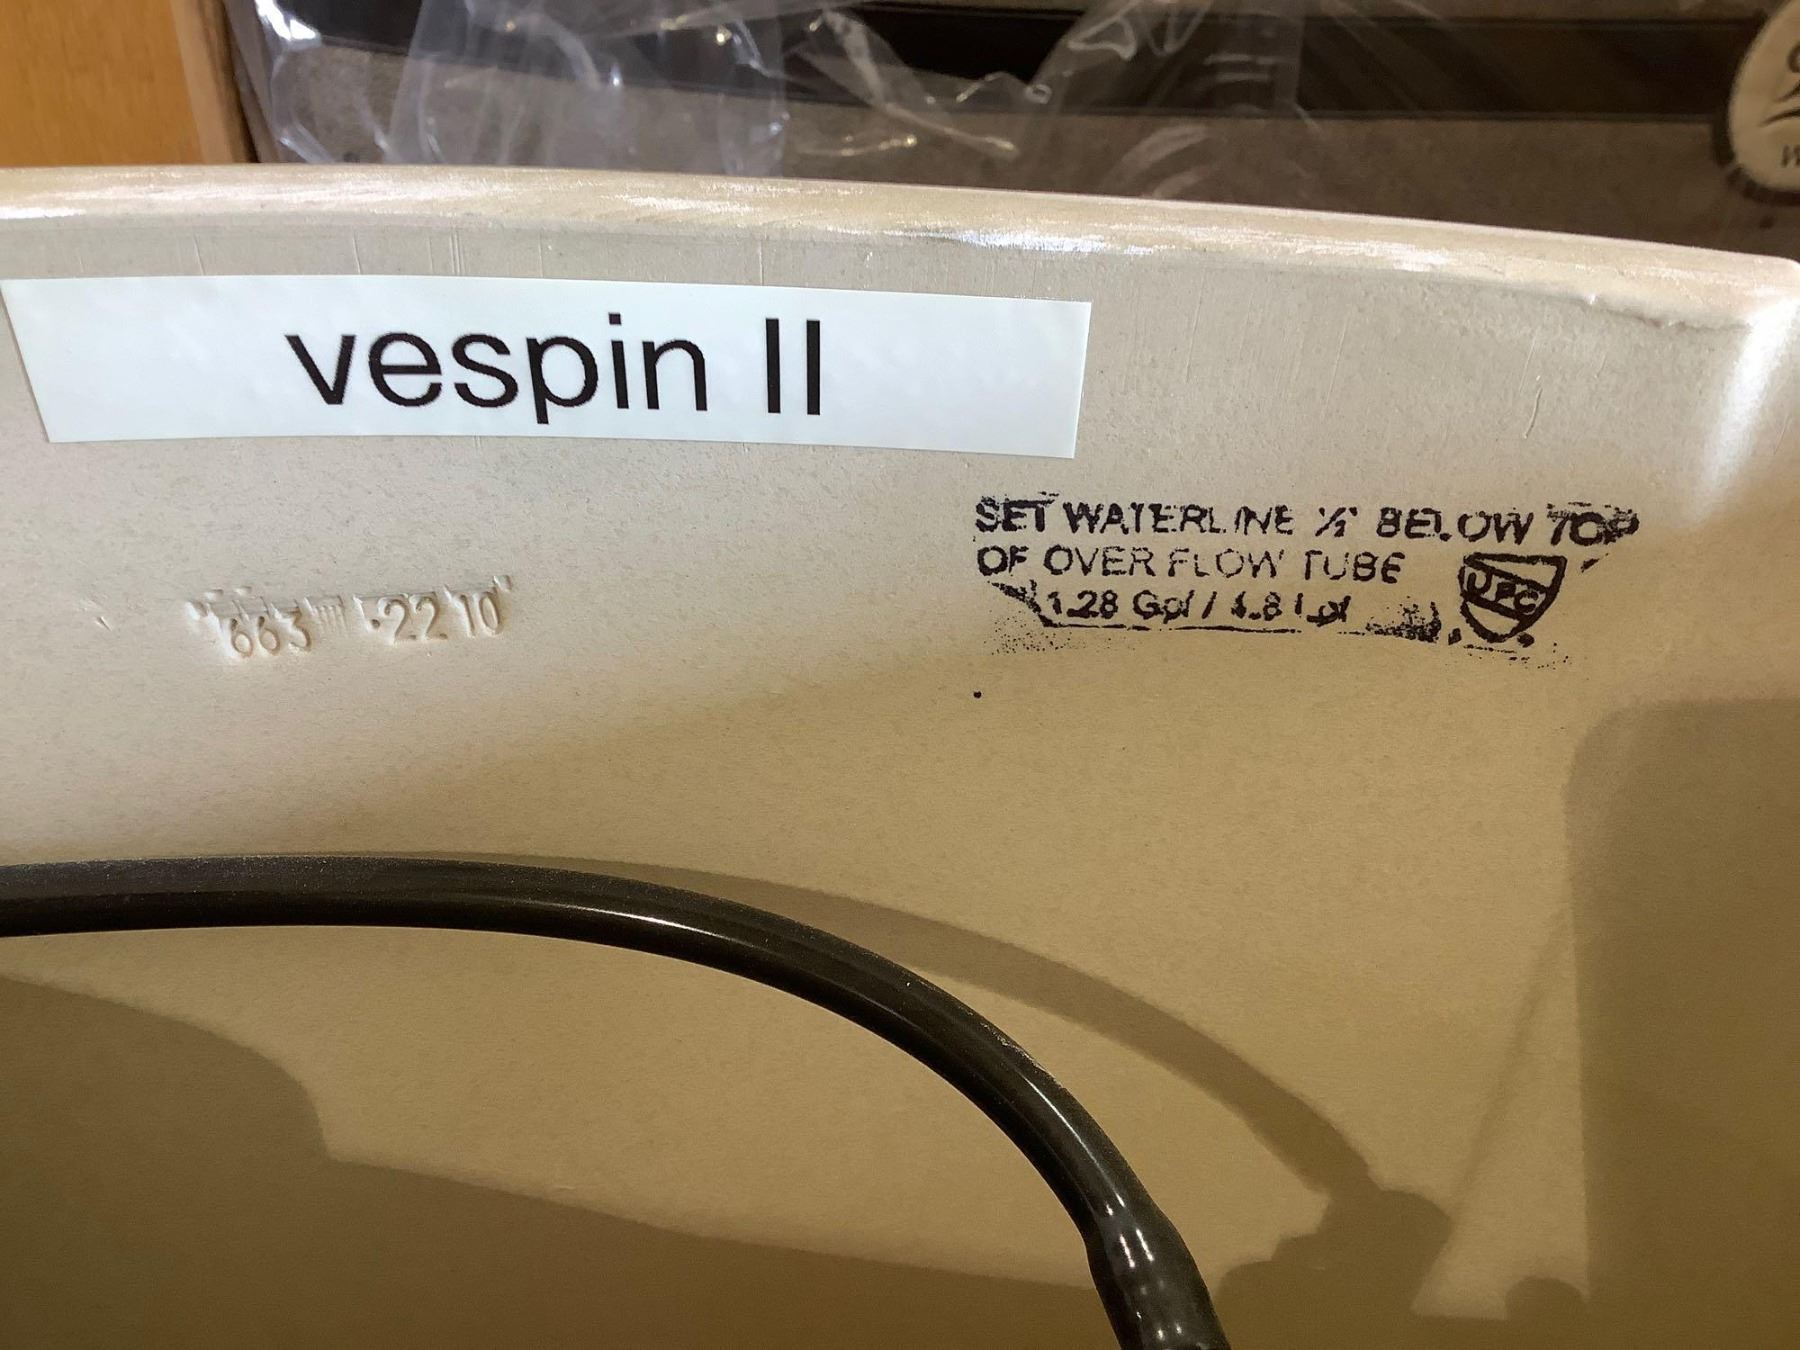 vespin II
SET WATERLINE ½" BELOW TOP
OF OVER FLOW TUBE
1.28 Gpf / 4.8 Lpf
UPC
663 22 10